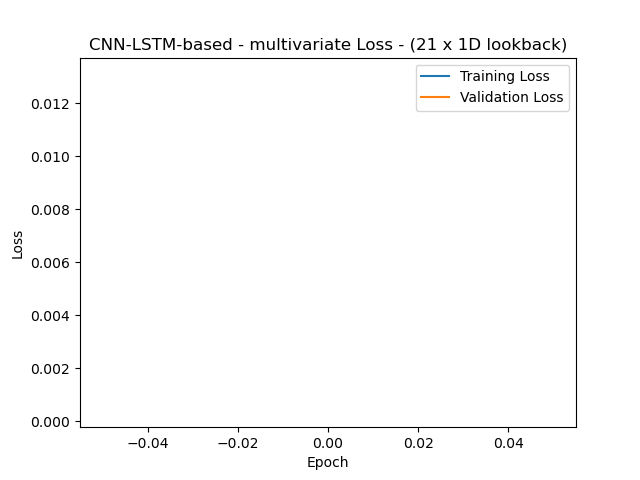 CNN-LSTM-based - multivariate Loss - (21 x 1D lookback)
Training Loss
Validation Loss
0.012
0.010
0.008
0.006
0.004
0.002
0.000
Loss
−0.04 −0.02 0.00 0.02 0.04
Epoch